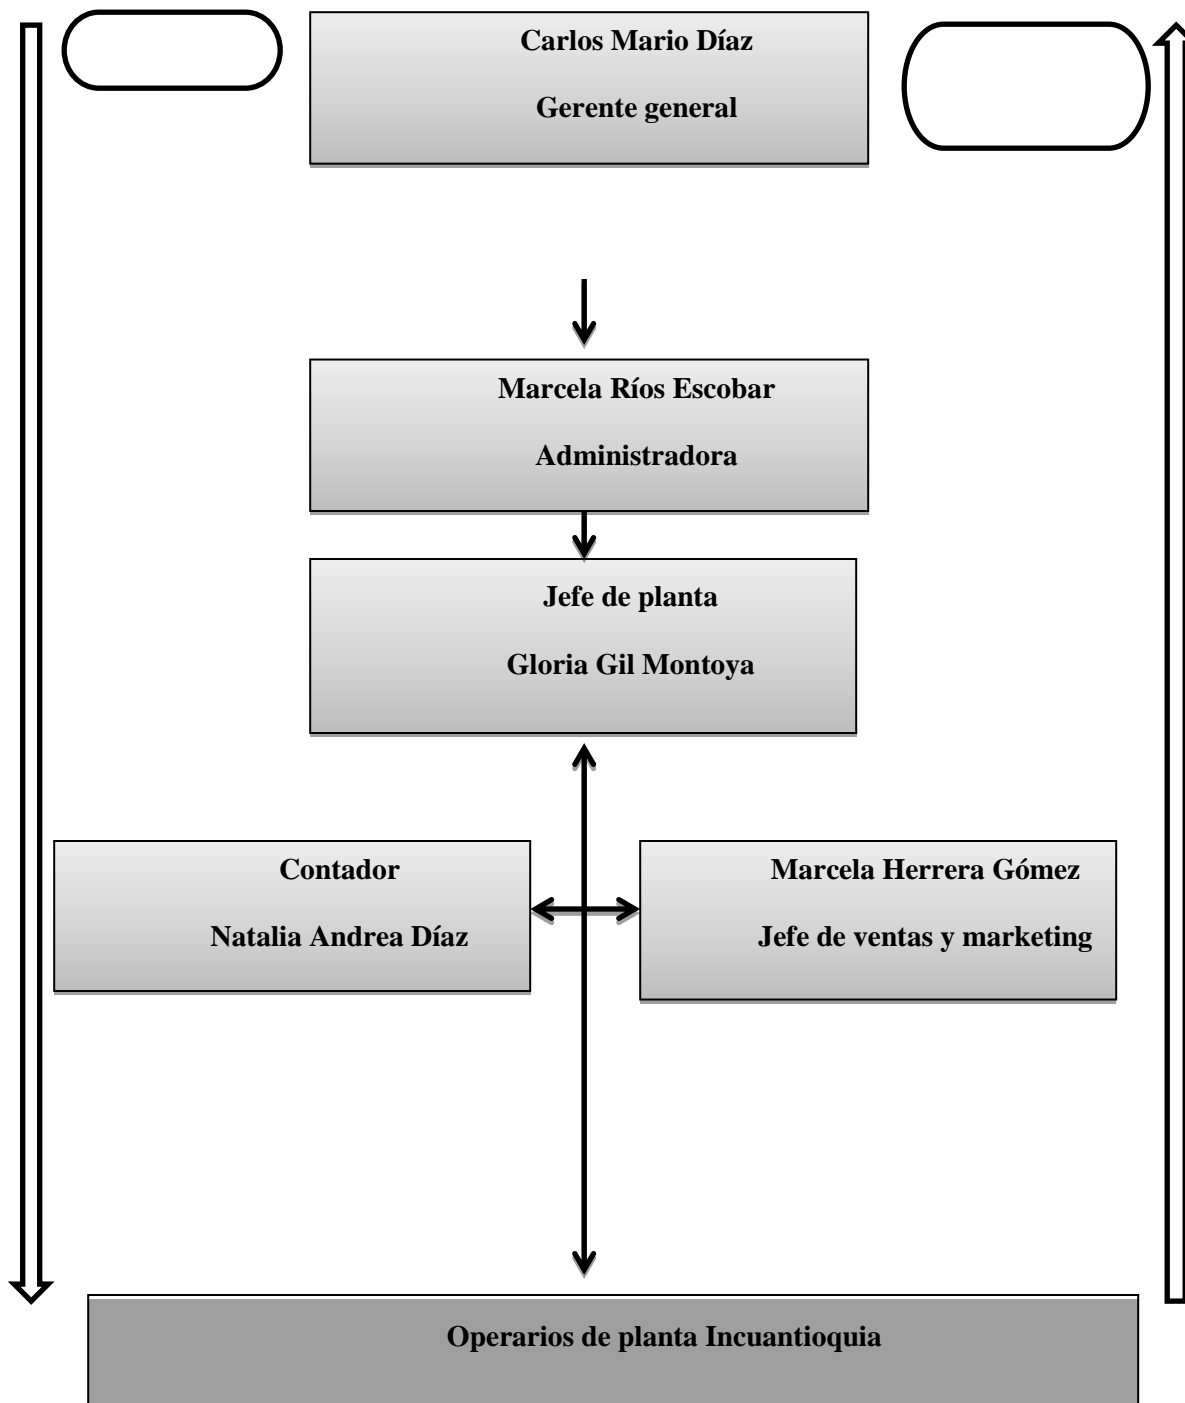 Carlos Mario Díaz
Gerente general
Marcela Ríos Escobar
Administradora
Jefe de planta
Gloria Gil Montoya
Contador
Natalia Andrea Díaz
Marcela Herrera Gómez
Jefe de ventas y marketing
Operarios de planta Incuantioquia